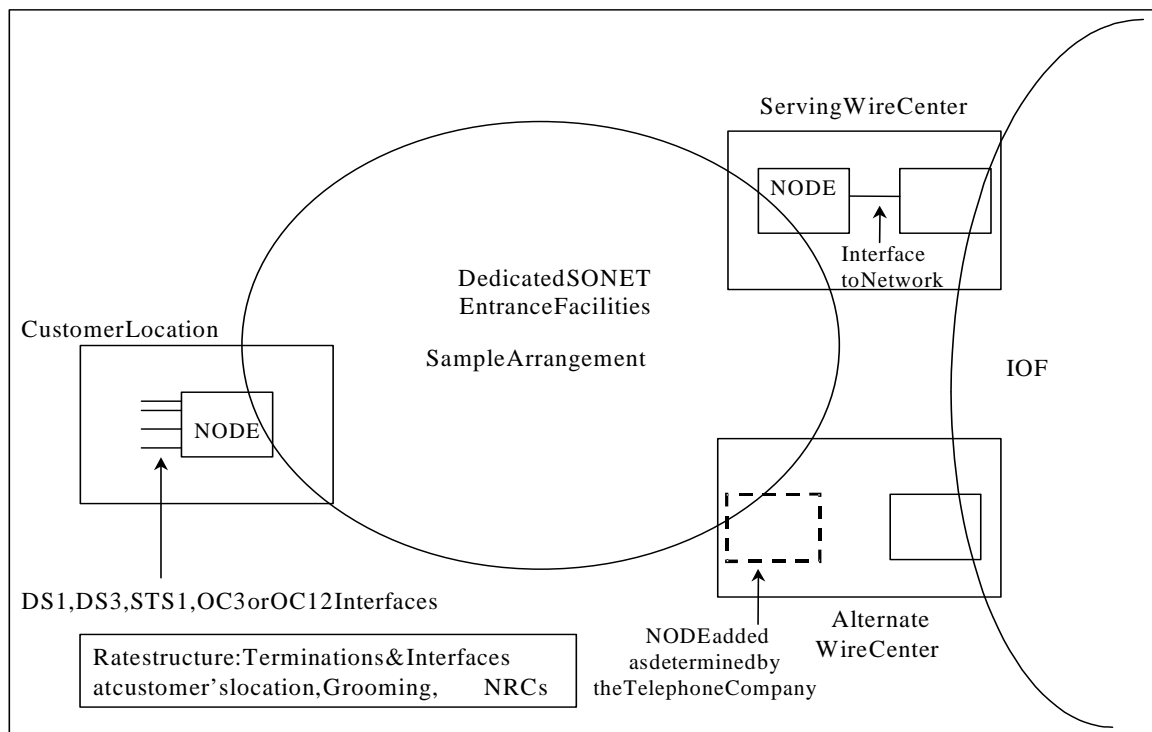 ServingWireCenter
NODE
Interface
toNetwork
DedicatedSONET
EntranceFacilities
SampleArrangement
CustomerLocation
NODE
IOF
DS1,DS3,STS1,OC3orOC12Interfaces
Alternate
WireCenter
NODEadded
asdeterminedby
theTelephoneCompany
Ratestructure:Terminations&Interfaces
atcustomer’slocation,Grooming, NRCs